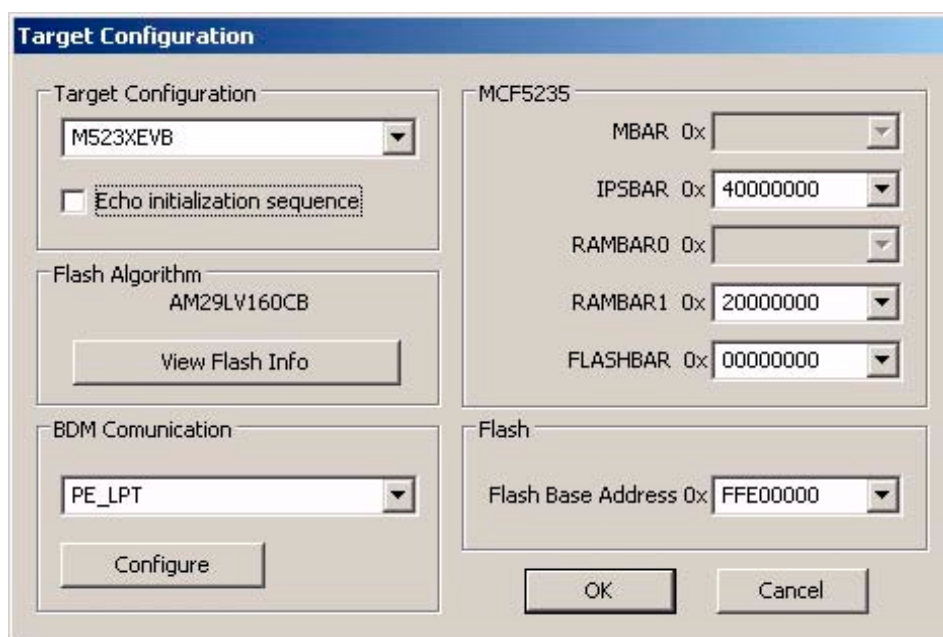 Target Configuration
Target Configuration
M523XEVB
Echo initialization sequence
Flash Algorithm
AM29LV160CB
View Flash Info
BDM Comunication
PE_LPT
Configure
MCF5235
MBAR 0x
IPSBAR 0x 40000000
RAMBAR0 0x
RAMBAR1 0x 20000000
FLASHBAR 0x 00000000
Flash
Flash Base Address 0x FFE00000
OK Cancel